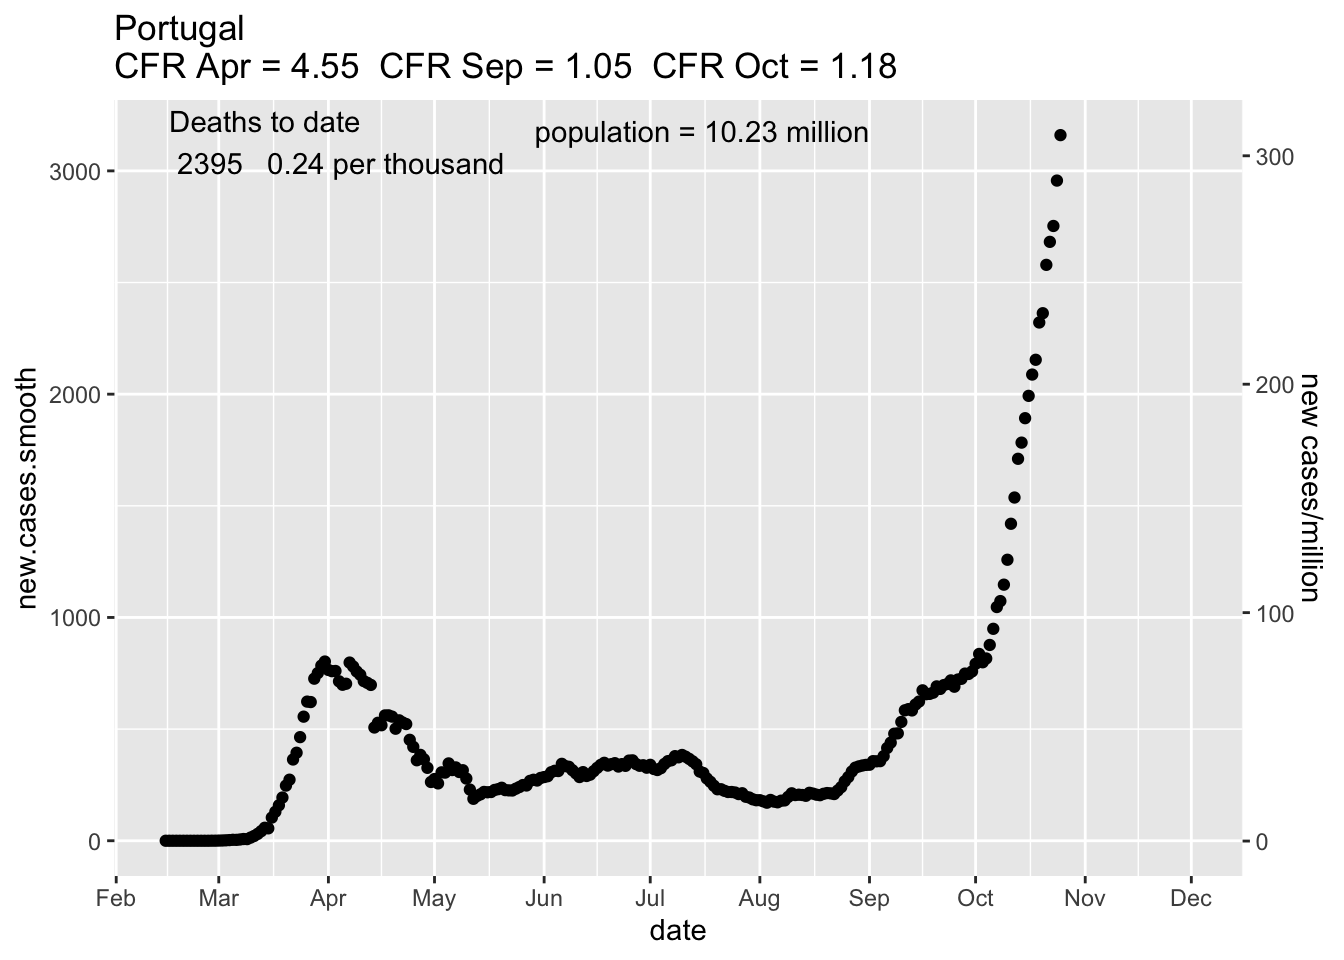 Portugal
CFR Apr = 4.55  CFR Sep = 1.05  CFR Oct = 1.18
Deaths to date
2395   0.24 per thousand
population = 10.23 million
new.cases.smooth
3000
2000
1000
0
300
200
100
0
new cases/million
Feb Mar Apr May Jun Jul Aug Sep Oct Nov Dec
date